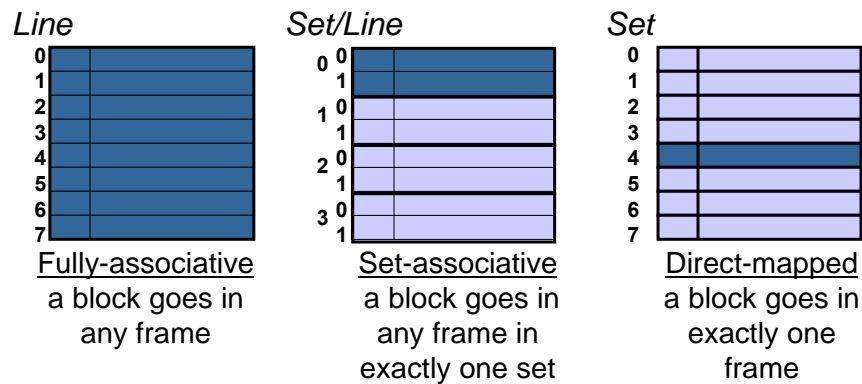 Line
0
1
2
3
4
5
6
7
Fully-associative
a block goes in
any frame
Set/Line
0 0
1
1 0
1
2 0
1
3 0
1
Set-associative
a block goes in
any frame in
exactly one set
Set
0
1
2
3
4
5
6
7
Direct-mapped
a block goes in
exactly one
frame